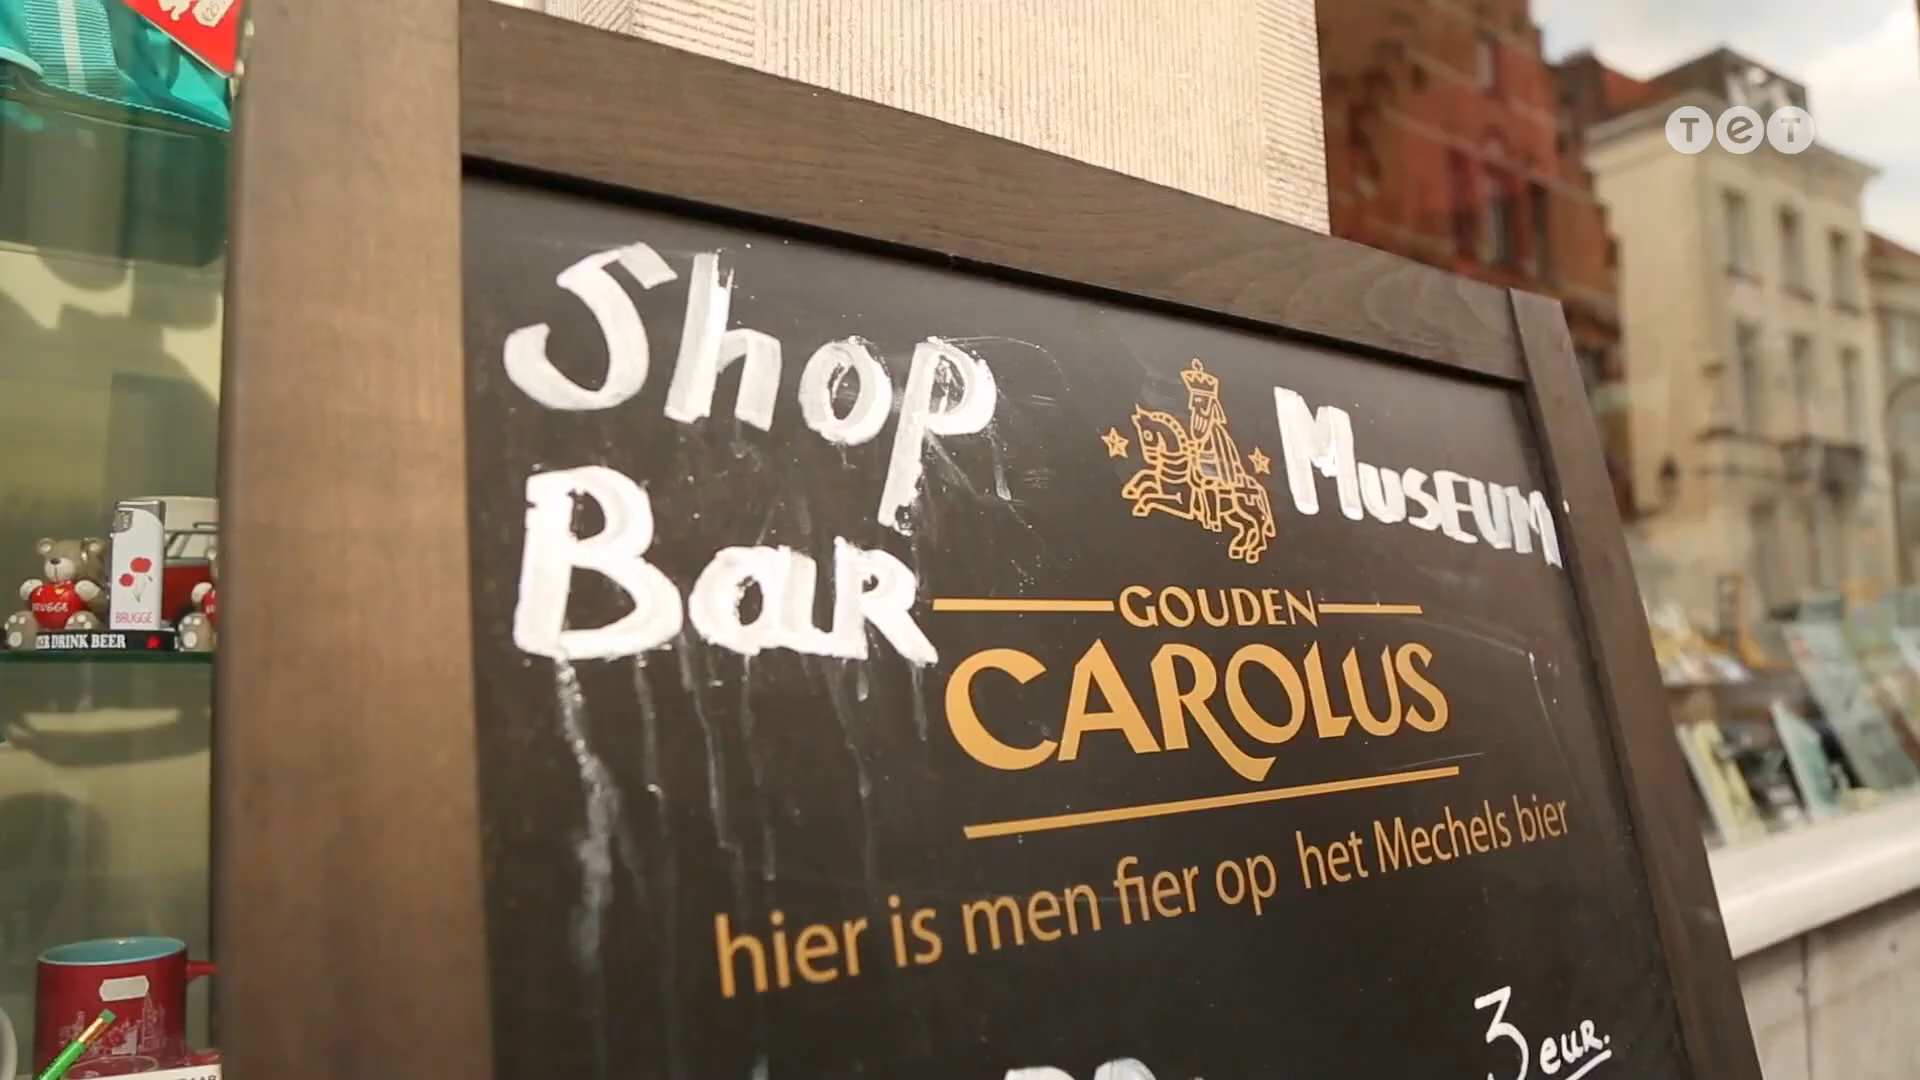 TET
Shop
Museum
Bar
GOUDEN
CAROLUS
hier is men fier op het Mechels bier
3 eur.
BRUGGE
BRUGGE
DRINK BEER